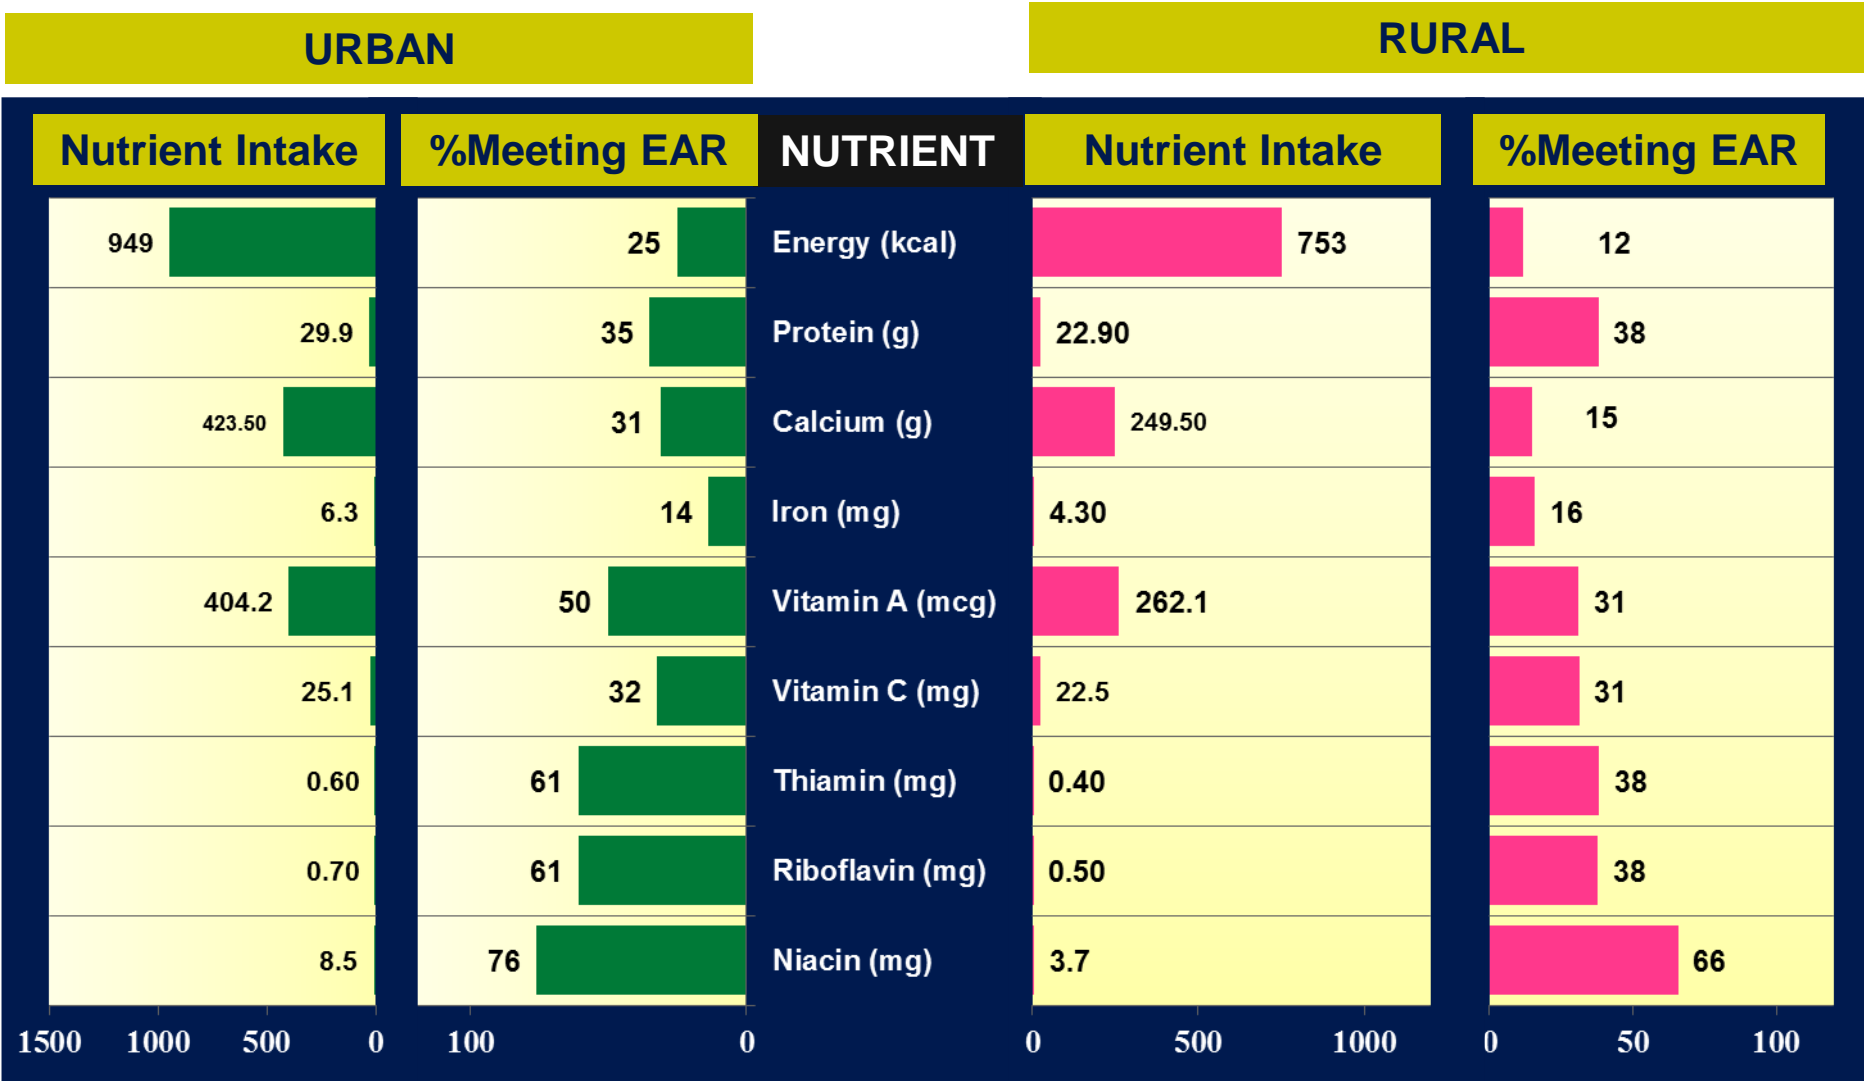 URBAN
RURAL
Nutrient Intake %Meeting EAR NUTRIENT Nutrient Intake %Meeting EAR
949 25 Energy (kcal) 753 12
29.9 35 Protein (g) 22.90 38
423.50 31 Calcium (g) 249.50 15
6.3 14 Iron (mg) 4.30 16
404.2 50 Vitamin A (mcg) 262.1 31
25.1 32 Vitamin C (mg) 22.5 31
0.60 61 Thiamin (mg) 0.40 38
0.70 61 Riboflavin (mg) 0.50 38
8.5 76 Niacin (mg) 3.7 66
1500 1000 500 0 100 0 0 500 1000 0 50 100